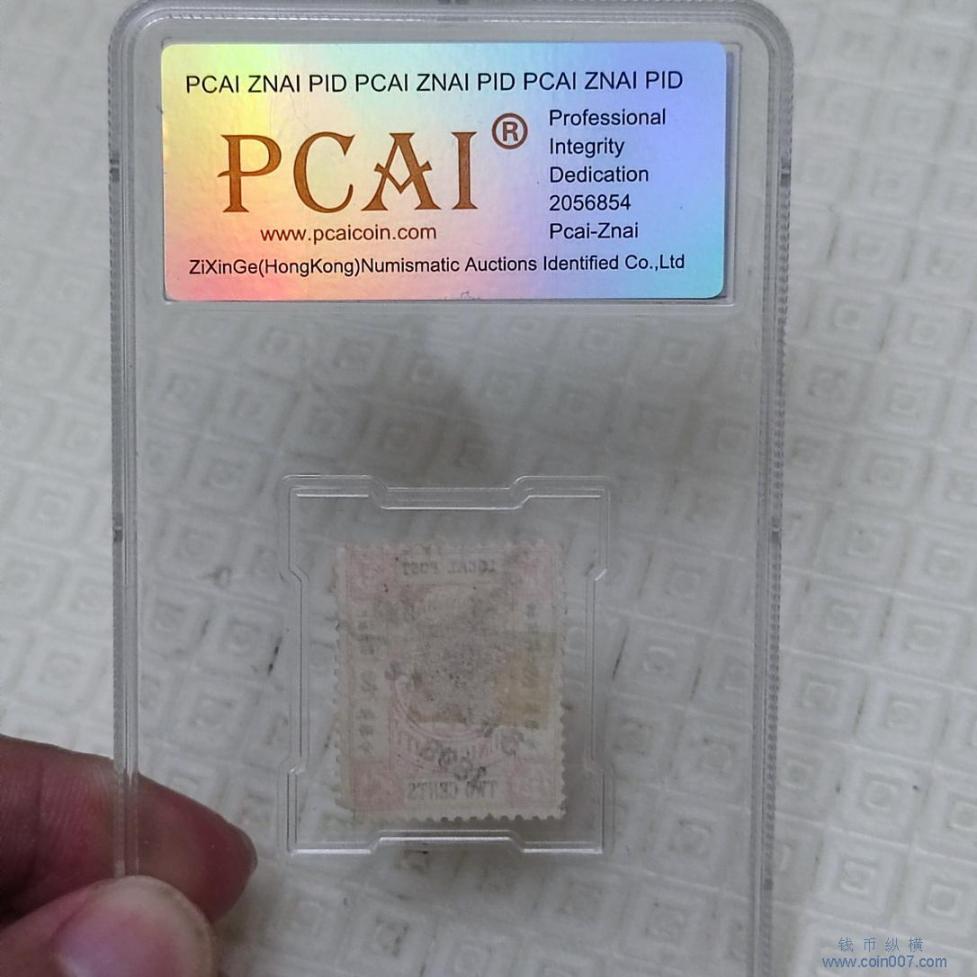 PCAI ZNAI PID PCAI ZNAI PID PCAI ZNAI PID
PCAI®
Professional
Integrity
Dedication
2056854
Pcai-Znai
www.pcaicoin.com
ZiXinGe(HongKong)Numismatic Auctions Identified Co.,Ltd
LOCAL POST
TWO CENTS
钱币纵横
www.coin007.com